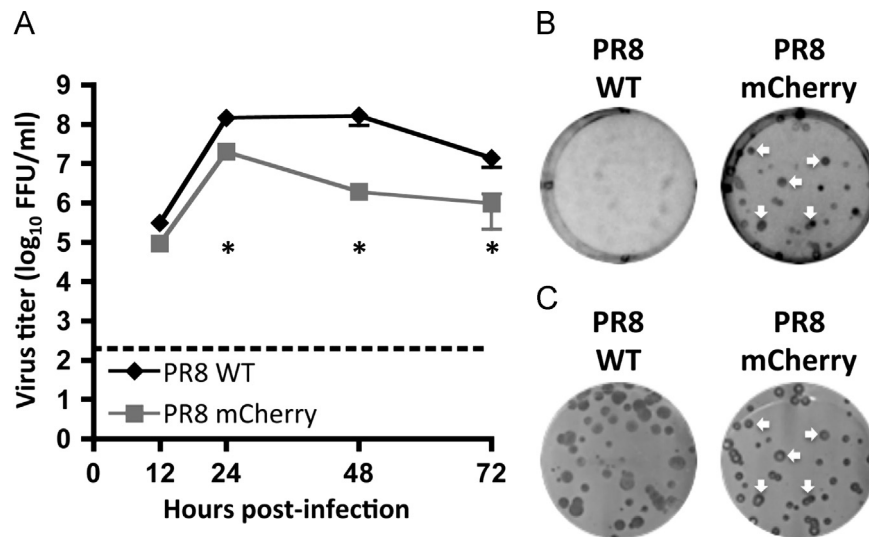 A
Virus titer (log10 FFU/ml)
9
8
7
6
5
4
3
2
1
0
* * *
PR8 WT
PR8 mCherry
0 12 24 48 72
Hours post-infection
B
PR8 PR8
WT mCherry
C
PR8 PR8
WT mCherry